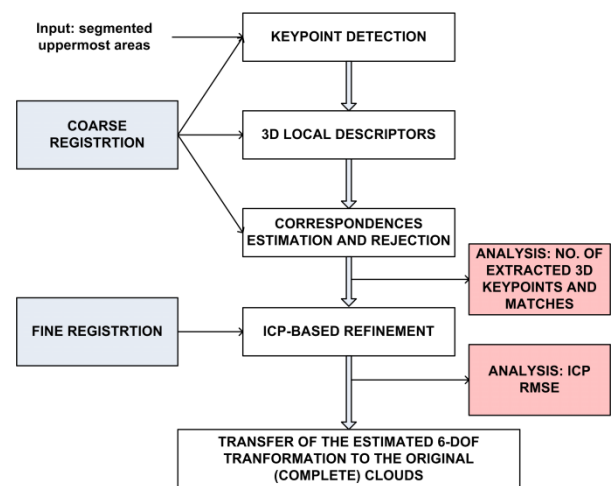 Input: segmented
uppermost areas
KEYPOINT DETECTION
COARSE
REGISTRTION
3D LOCAL DESCRIPTORS
CORRESPONDENCES
ESTIMATION AND REJECTION
ANALYSIS: NO. OF
EXTRACTED 3D
KEYPOINTS AND
MATCHES
FINE REGISTRTION
ICP-BASED REFINEMENT
ANALYSIS: ICP
RMSE
TRANSFER OF THE ESTIMATED 6-DOF
TRANFORMATION TO THE ORIGINAL
(COMPLETE) CLOUDS